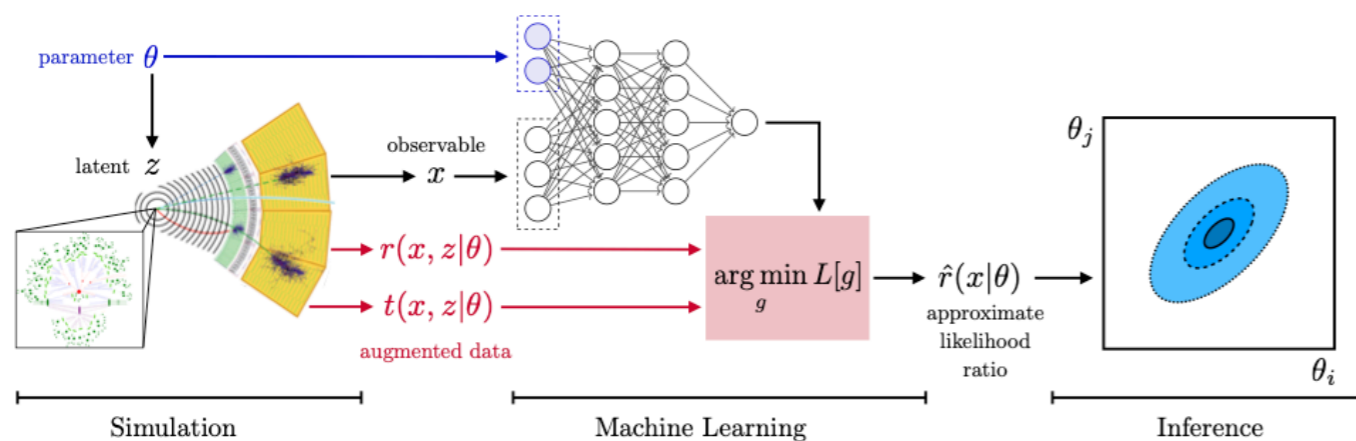 parameter θ
latent z
observable
x
r(x, z|θ)
t(x, z|θ)
augmented data
arg min L[g]
g
r̂(x|θ)
approximate
likelihood
ratio
θj
θi
Simulation
Machine Learning
Inference